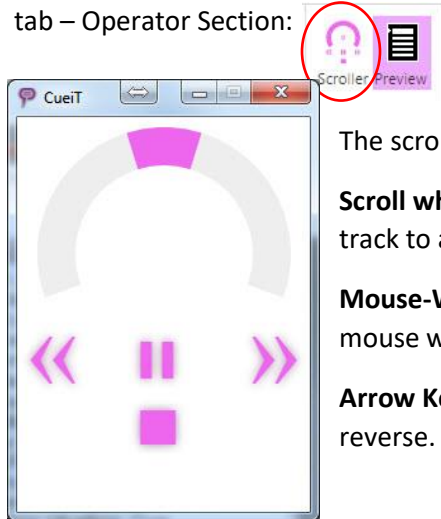 tab – Operator Section:
Scroller Preview
CueiT
The scro
Scroll wh
track to a
Mouse-W
mouse w
Arrow Ke
reverse.